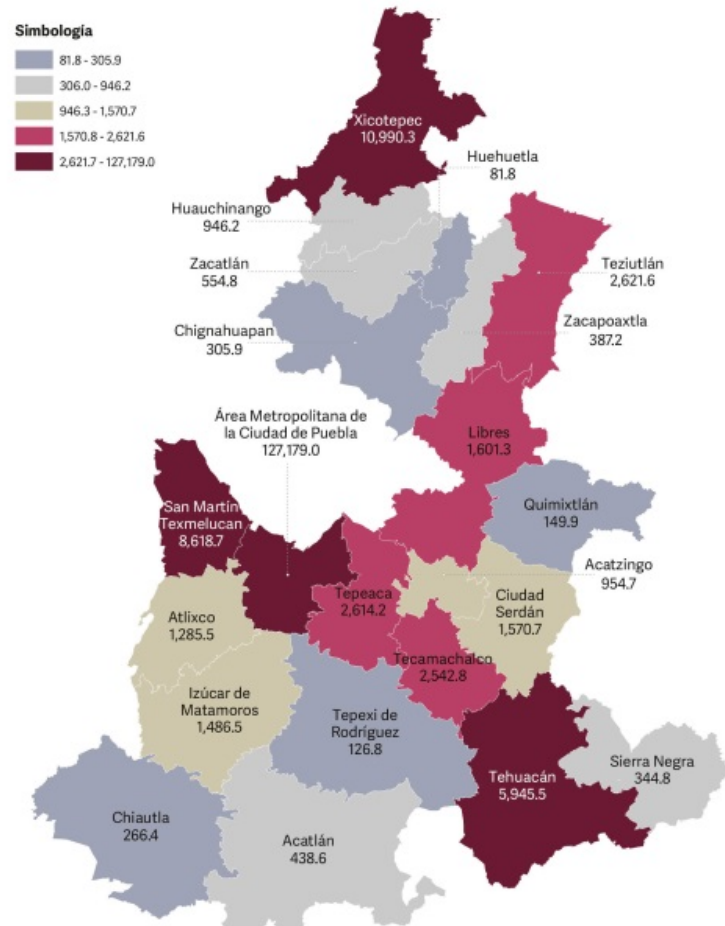 Simbología
81.8 - 305.9
306.0 - 946.2
946.3 - 1,570.7
1,570.8 - 2,621.6
2,621.7 - 127,179.0
Xicotepec
10,990.3
Huehuetla
81.8
Huauchinango
946.2
Zacatlán
554.8
Teziutlán
2,621.6
Chignahuapan
305.9
Zacapoaxtla
387.2
Área Metropolitana de
la Ciudad de Puebla
127,179.0
Libres
1,601.3
San Martín
Texmelucan
8,618.7
Quimixtlán
149.9
Acatzingo
954.7
Tepeaca
2,614.2
Ciudad
Serdán
1,570.7
Atlixco
1,285.5
Tecamachalco
2,542.8
Izúcar de
Matamoros
1,486.5
Tepexi de
Rodríguez
126.8
Sierra Negra
344.8
Tehuacán
5,945.5
Chiautla
266.4
Acatlán
438.6